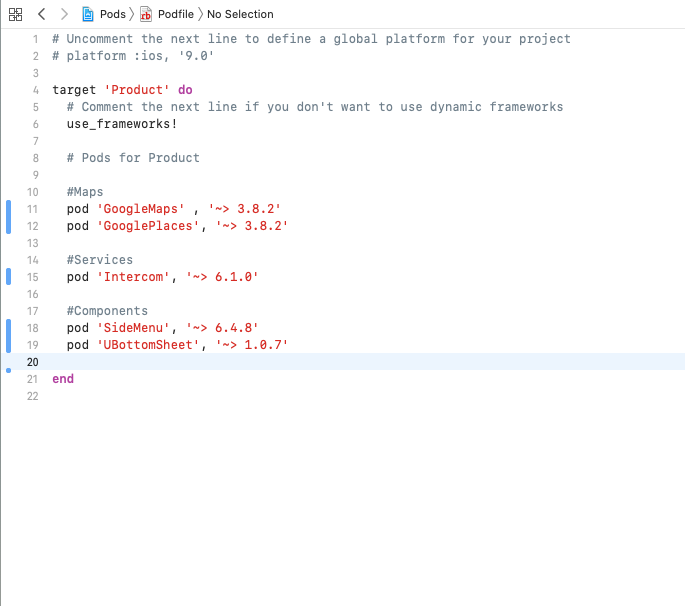 Pods Podfile No Selection
1 # Uncomment the next line to define a global platform for your project
2 # platform :ios, '9.0'
3
4 target 'Product' do
5 # Comment the next line if you don't want to use dynamic frameworks
6 use_frameworks!
7
8 # Pods for Product
9
10 #Maps
11 pod 'GoogleMaps' , '~> 3.8.2'
12 pod 'GooglePlaces', '~> 3.8.2'
13
14 #Services
15 pod 'Intercom', '~> 6.1.0'
16
17 #Components
18 pod 'SideMenu', '~> 6.4.8'
19 pod 'UBottomSheet', '~> 1.0.7'
20
21 end
22